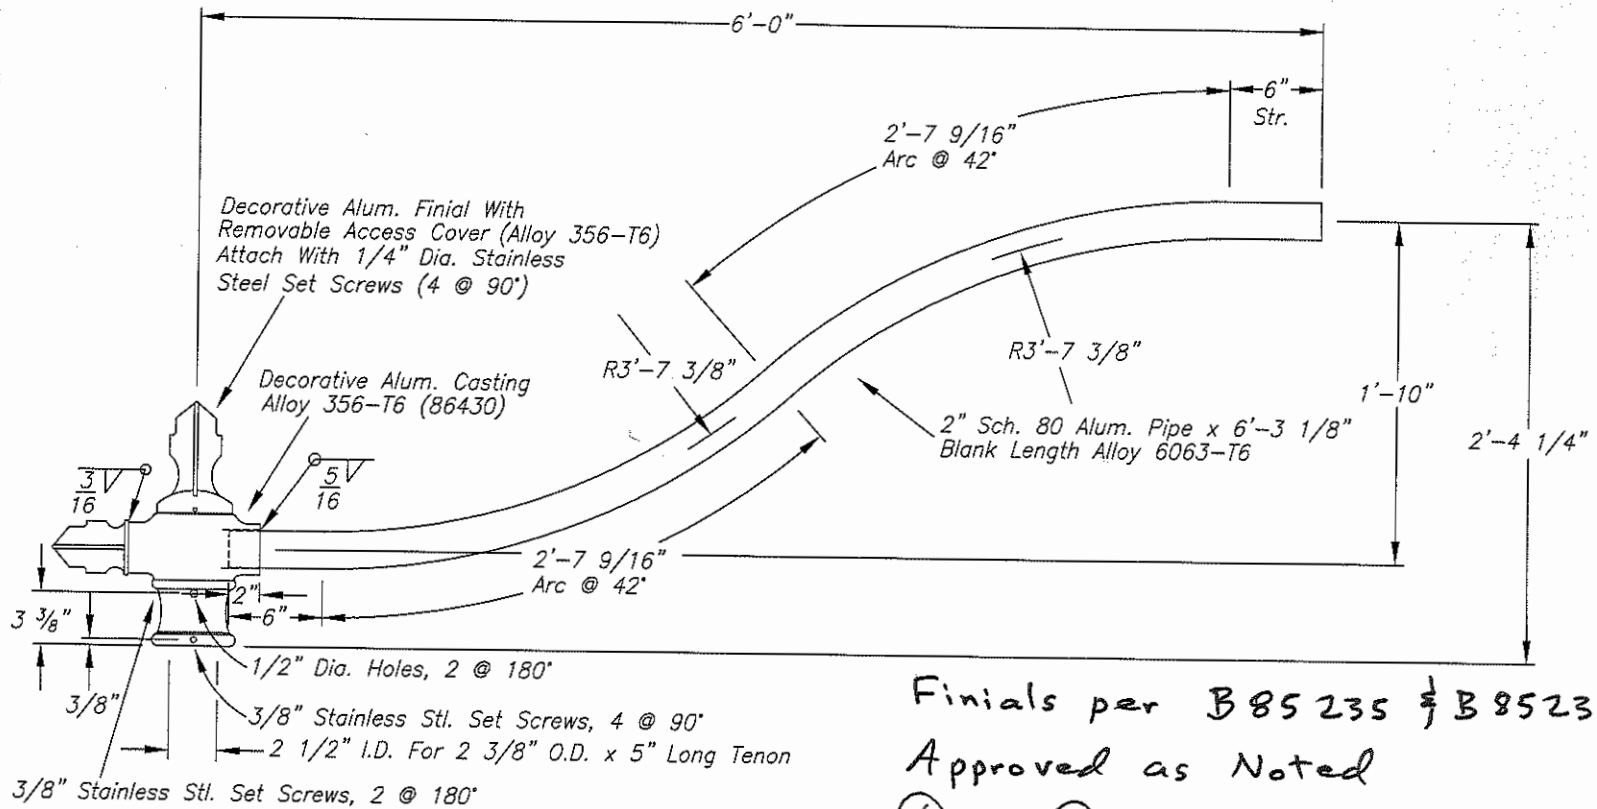 6'-0"
6"
Str.
2'-7 9/16"
Arc @ 42°
Decorative Alum. Finial With
Removable Access Cover (Alloy 356-T6)
Attach With 1/4" Dia. Stainless
Steel Set Screws (4 @ 90°)
R3'-7 3/8"
R3'-7 3/8"
Decorative Alum. Casting
Alloy 356-T6 (86430)
1'-10"
2" Sch. 80 Alum. Pipe x 6'-3 1/8"
Blank Length Alloy 6063-T6
2'-4 1/4"
3/16
5/16
2'-7 9/16"
Arc @ 42°
2"
6"
3 3/8"
3/8"
1/2" Dia. Holes, 2 @ 180°
3/8" Stainless Stl. Set Screws, 4 @ 90°
2 1/2" I.D. For 2 3/8" O.D. x 5" Long Tenon
3/8" Stainless Stl. Set Screws, 2 @ 180°
Finials per B85235 & B8523
Approved as Noted